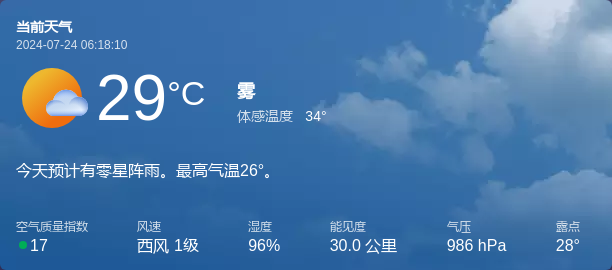 当前天气
2024-07-24 06:18:10
29°C
雾
体感温度 34°
今天预计有零星阵雨。最高气温26°。
空气质量指数 风速 湿度 能见度 气压 露点
17 西风 1级 96% 30.0 公里 986 hPa 28°